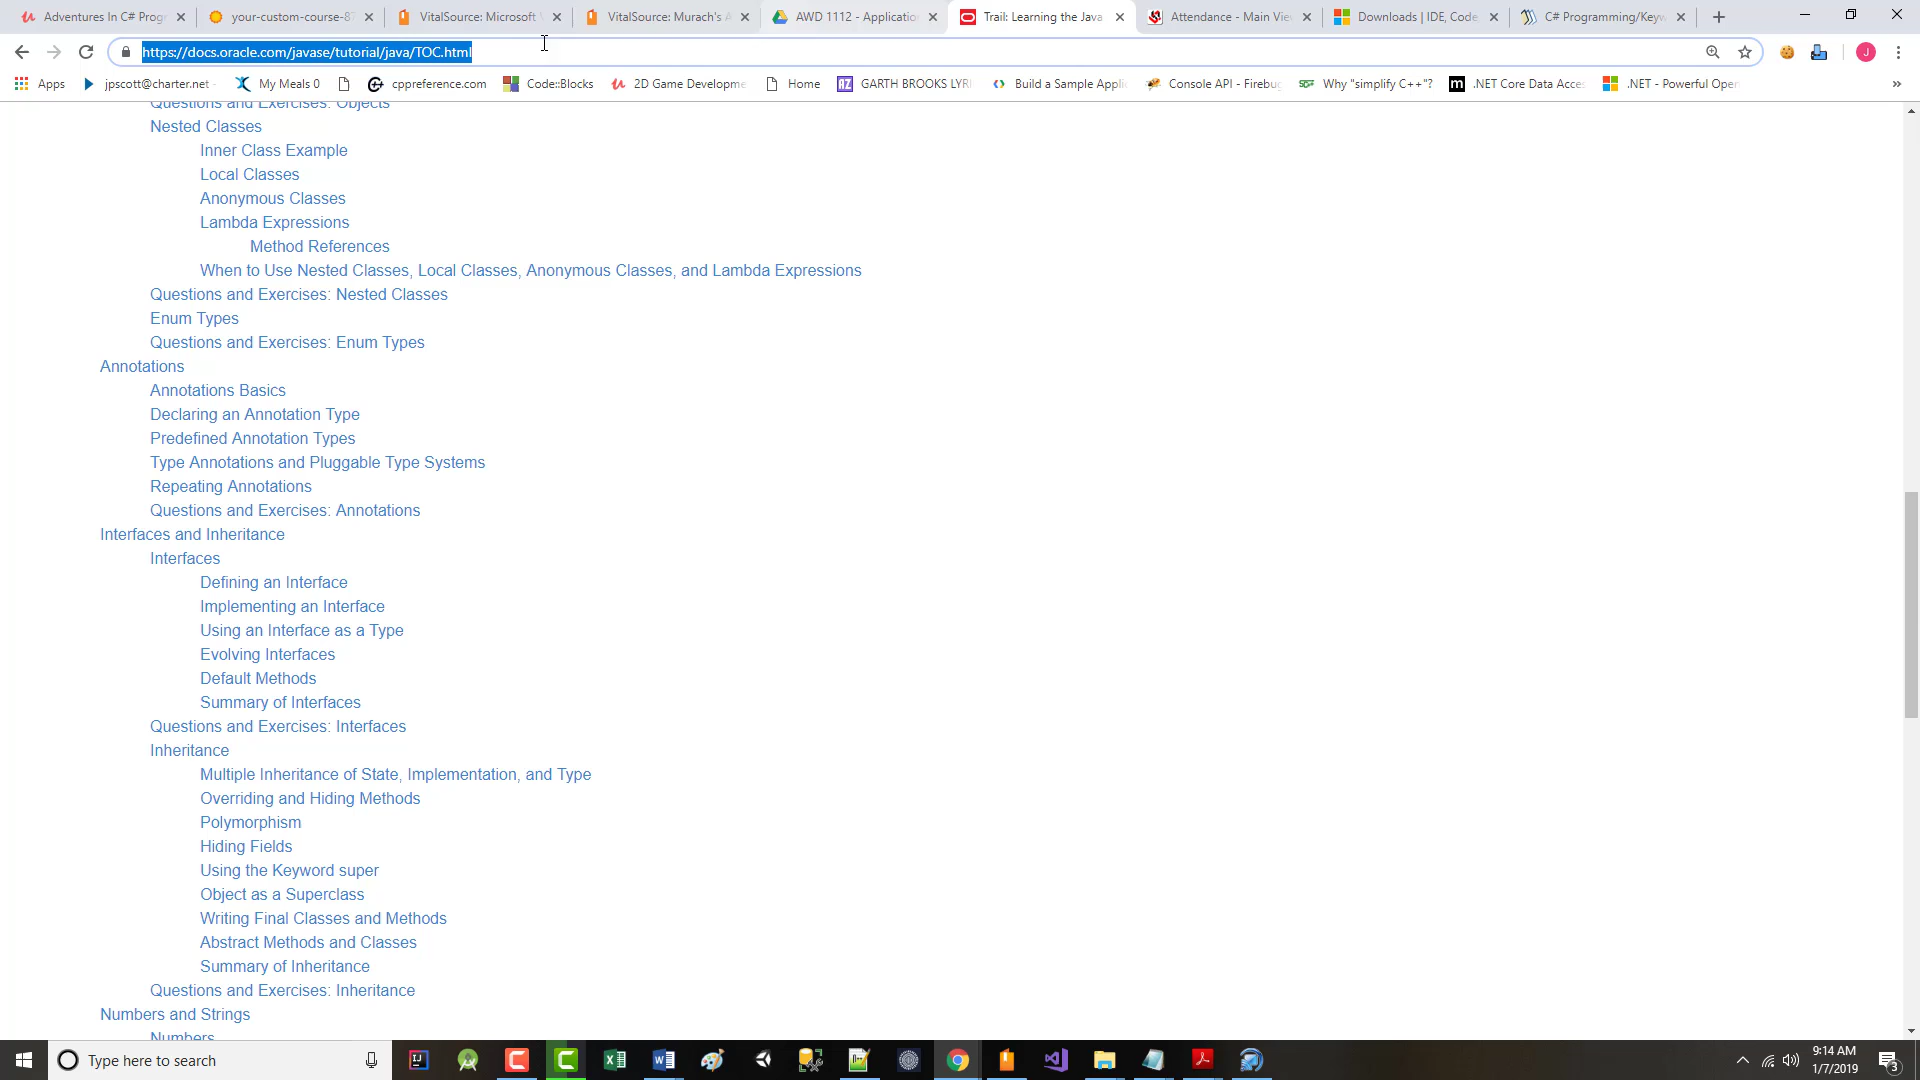 Adventures In C# Prog
your-custom-course-87
VitalSource: Microsoft
VitalSource: Murach's A
AWD 1112 - Application
Trail: Learning the Java
Attendance - Main Vie
Downloads | IDE, Code
C# Programming/Keyw
https://docs.oracle.com/javase/tutorial/java/TOC.html
J
Apps
jpscott@charter.net
My Meals 0
cppreference.com
Code::Blocks
2D Game Developme
Home
GARTH BROOKS LYRI
Build a Sample Appli
Console API - Firebug
Why "simplify C++"?
.NET Core Data Acces
.NET - Powerful Open
Questions and Exercises: Objects
Nested Classes
Inner Class Example
Local Classes
Anonymous Classes
Lambda Expressions
Method References
When to Use Nested Classes, Local Classes, Anonymous Classes, and Lambda Expressions
Questions and Exercises: Nested Classes
Enum Types
Questions and Exercises: Enum Types
Annotations
Annotations Basics
Declaring an Annotation Type
Predefined Annotation Types
Type Annotations and Pluggable Type Systems
Repeating Annotations
Questions and Exercises: Annotations
Interfaces and Inheritance
Interfaces
Defining an Interface
Implementing an Interface
Using an Interface as a Type
Evolving Interfaces
Default Methods
Summary of Interfaces
Questions and Exercises: Interfaces
Inheritance
Multiple Inheritance of State, Implementation, and Type
Overriding and Hiding Methods
Polymorphism
Hiding Fields
Using the Keyword super
Object as a Superclass
Writing Final Classes and Methods
Abstract Methods and Classes
Summary of Inheritance
Questions and Exercises: Inheritance
Numbers and Strings
Numbers
Type here to search
9:14 AM
1/7/2019
3